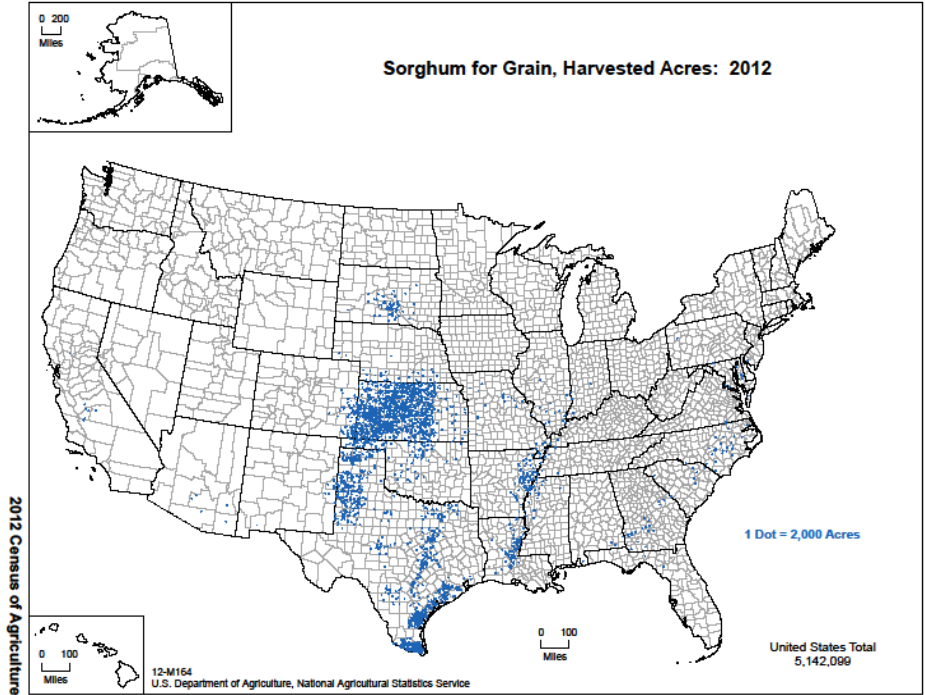 0 200
Miles
Sorghum for Grain, Harvested Acres: 2012
1 Dot = 2,000 Acres
United States Total
5,142,099
0 100
Miles
0 100
Miles
12-M164
U.S. Department of Agriculture, National Agricultural Statistics Service
2012 Census of Agriculture